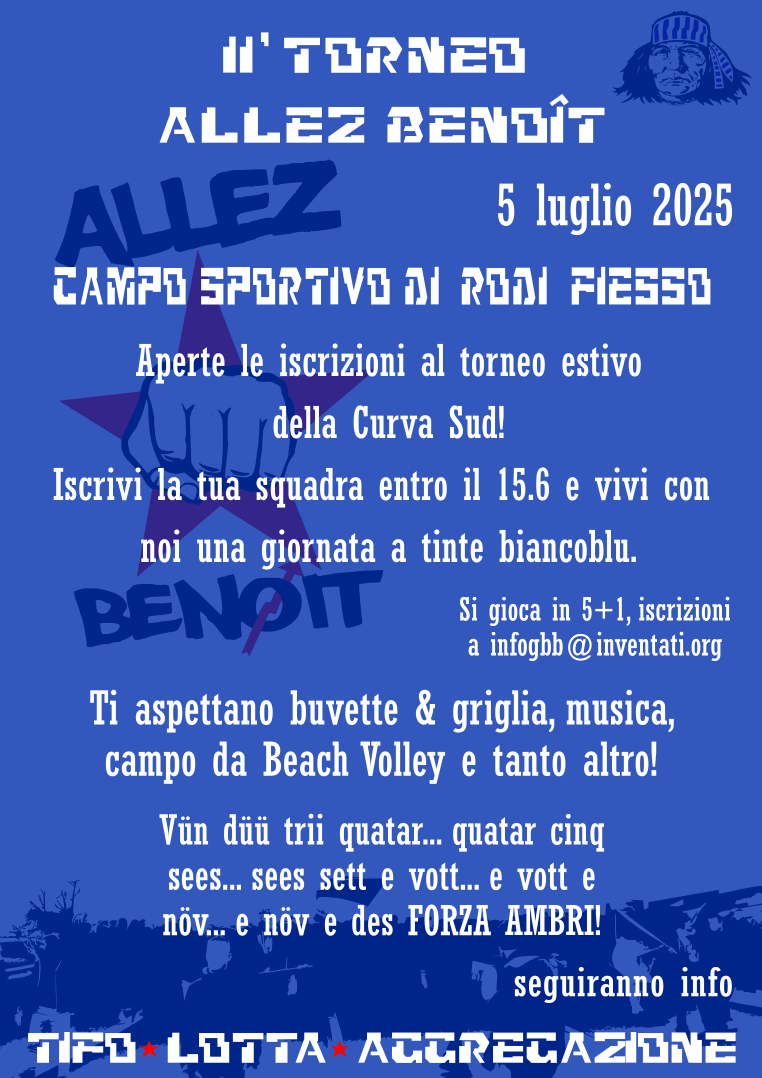 II° TORNEO
ALLEZ BENOÎT
ALLEZ
5 luglio 2025
CAMPO SPORTIVO DI RODI FIESSO
Aperte le iscrizioni al torneo estivo
della Curva Sud!
Iscrivi la tua squadra entro il 15.6 e vivi con
noi una giornata a tinte biancoblu.
BENOIT
Si gioca in 5+1, iscrizioni
a infogbb@inventati.org
Ti aspettano buvette & griglia, musica,
campo da Beach Volley e tanto altro!
Vün düü trii quatar... quatar cinq
sees... sees sett e vott... e vott e
növ... e növ e des FORZA AMBRI!
seguiranno info
TIFO★LOTTA★AGGREGAZIONE